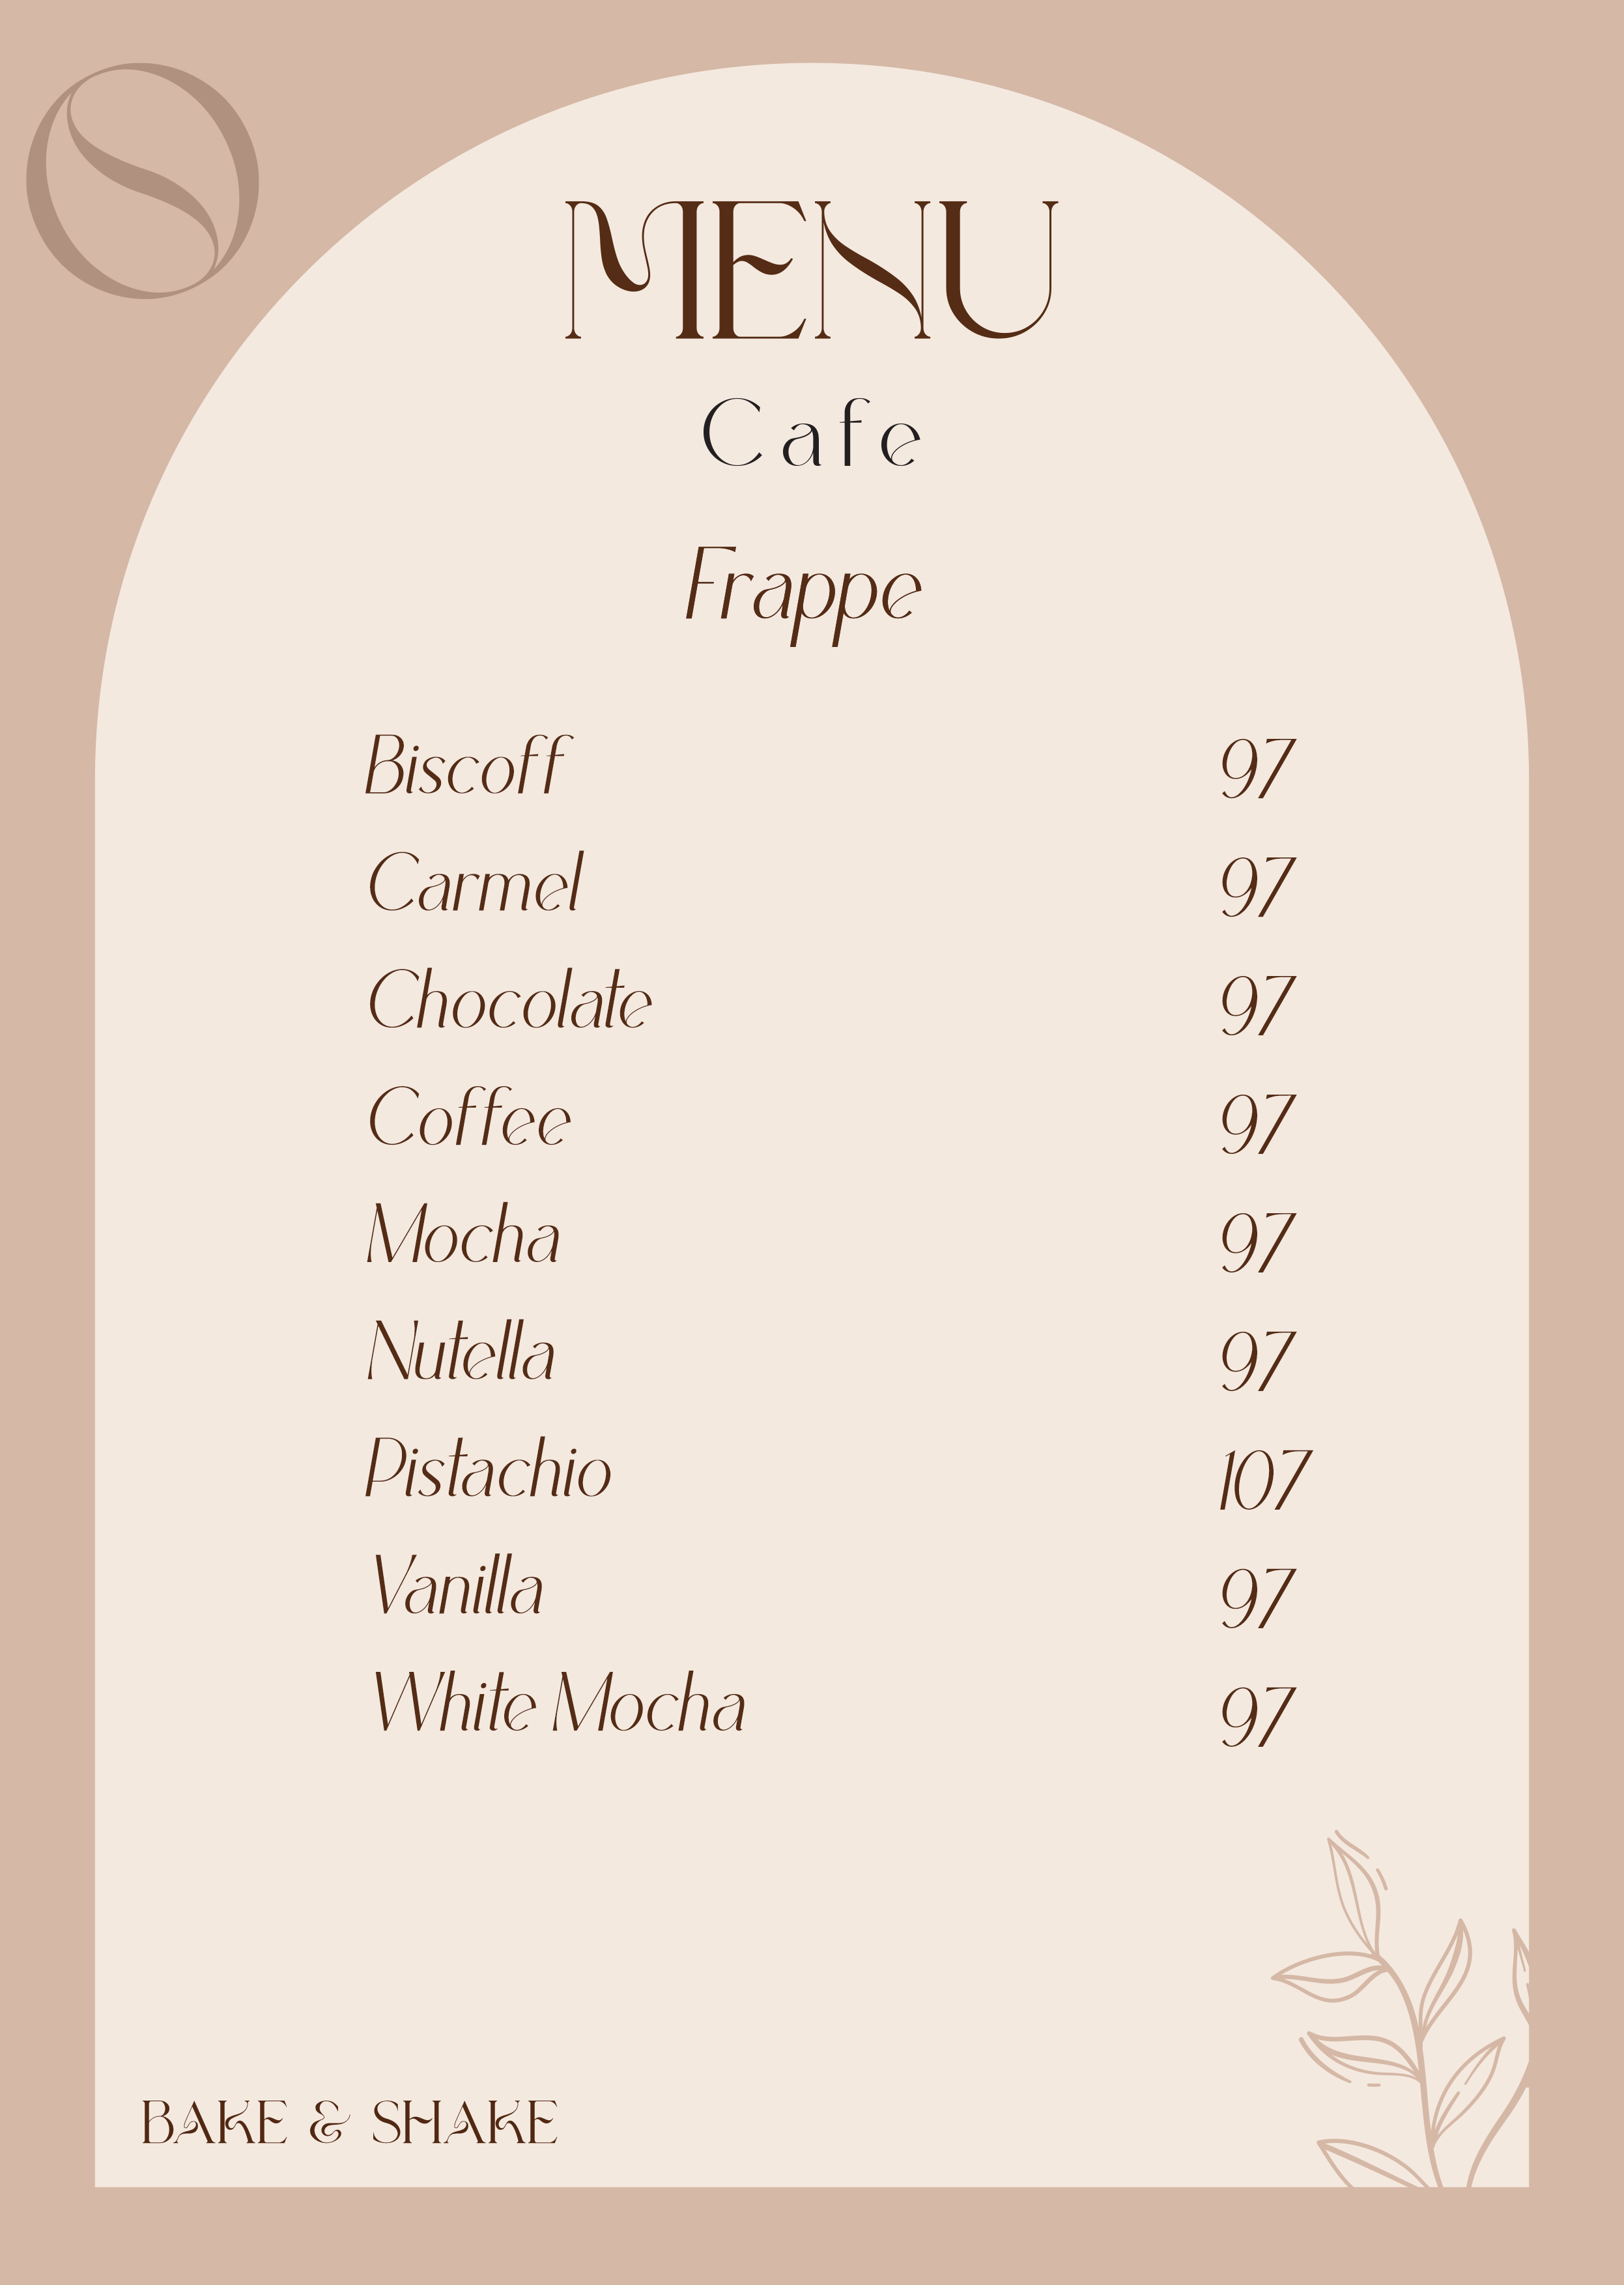 MENU
Cafe
Frappe
Biscoff 97
Carmel 97
Chocolate 97
Coffee 97
Mocha 97
Nutella 97
Pistachio 107
Vanilla 97
White Mocha 97
BAKE & SHAKE